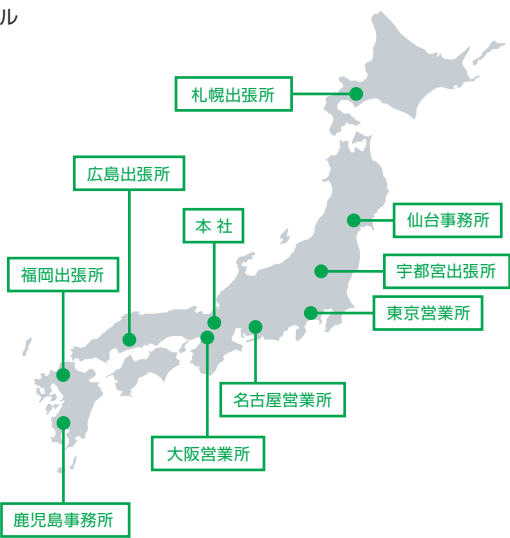 ル
札幌出張所
広島出張所
本 社
仙台事務所
福岡出張所
宇都宮出張所
東京営業所
名古屋営業所
大阪営業所
鹿児島事務所